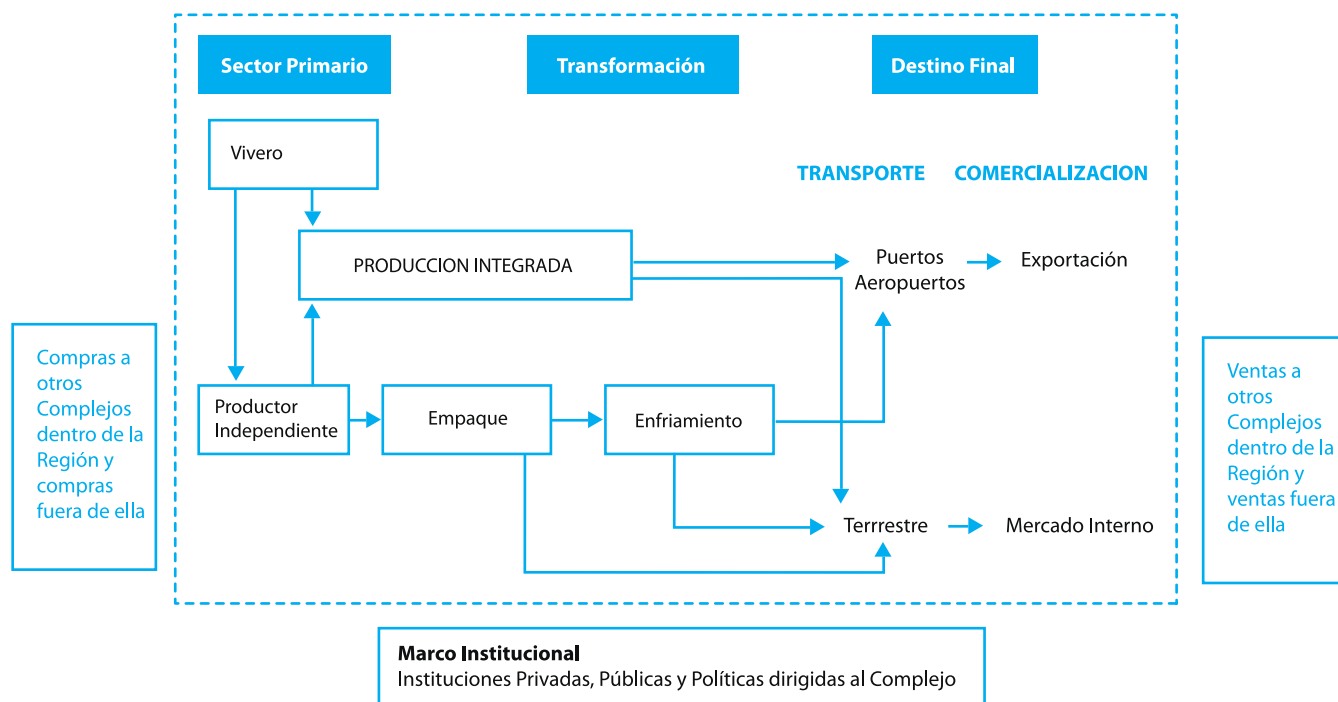 Sector Primario
Transformación
Destino Final
Vivero
TRANSPORTE
COMERCIALIZACION
PRODUCCION INTEGRADA
Puertos
Aeropuertos
Exportación
Compras a
otros
Complejos
dentro de la
Región y
compras
fuera de ella
Productor
Independiente
Empaque
Enfriamiento
Terrrestre
Mercado Interno
Ventas a
otros
Complejos
dentro de la
Región y
ventas fuera
de ella
Marco Institucional
Instituciones Privadas, Públicas y Políticas dirigidas al Complejo